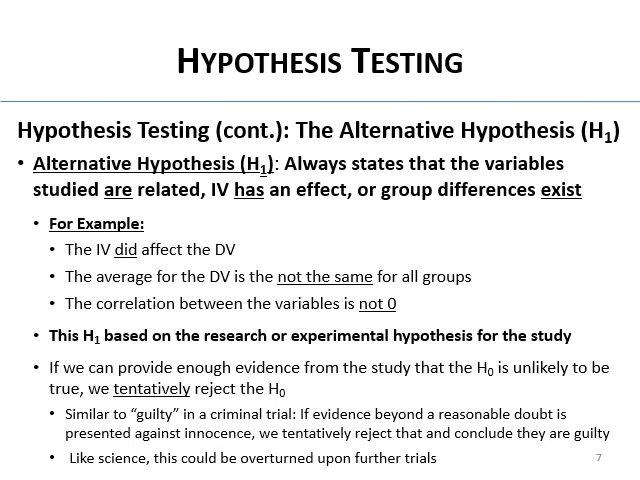 HYPOTHESIS TESTING
Hypothesis Testing (cont.): The Alternative Hypothesis (H₁)
• Alternative Hypothesis (H₁): Always states that the variables
studied are related, IV has an effect, or group differences exist
• For Example:
• The IV did affect the DV
• The average for the DV is the not the same for all groups
• The correlation between the variables is not 0
• This H₁ based on the research or experimental hypothesis for the study
• If we can provide enough evidence from the study that the H₀ is unlikely to be
true, we tentatively reject the H₀
• Similar to “guilty” in a criminal trial: If evidence beyond a reasonable doubt is
presented against innocence, we tentatively reject that and conclude they are guilty
• Like science, this could be overturned upon further trials
7